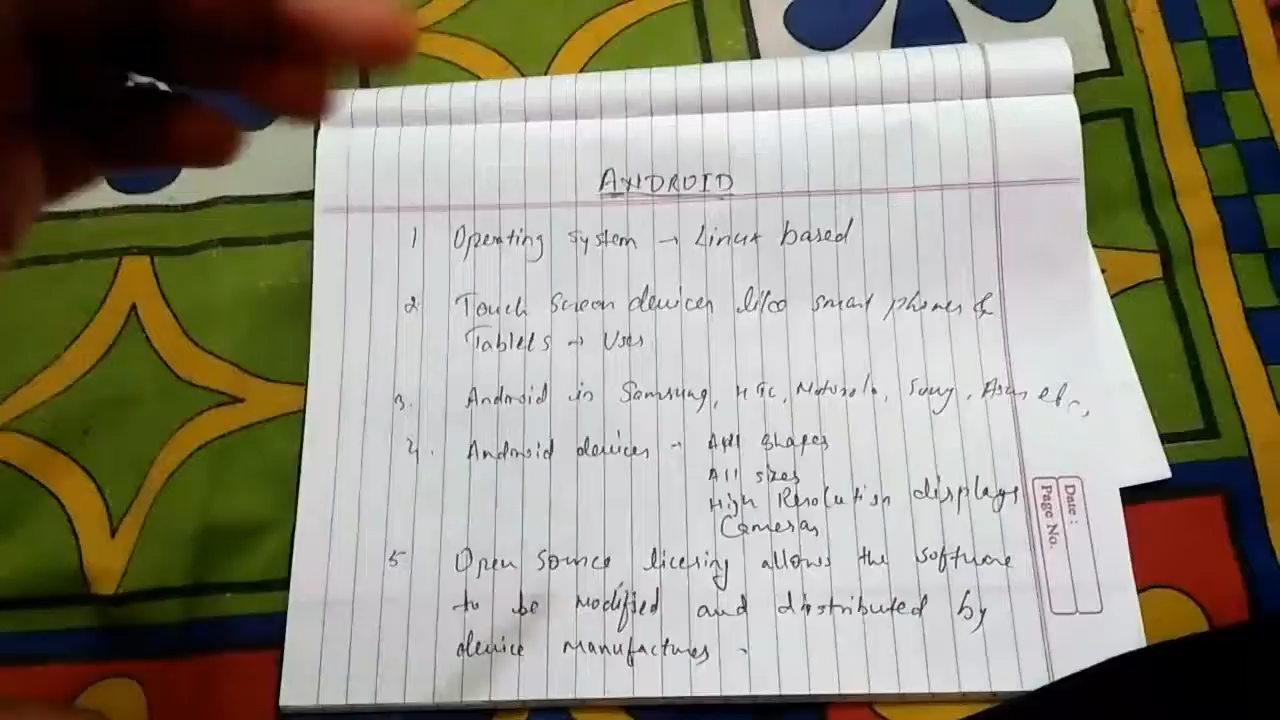 ANDROID
1 Operating System → Linux based
2. Touch Screen devices like smart phones &
Tablets → Uses
3. Android in Samsung, HTC, Motorola, Sony, Asus etc,
4. Android devices → All shapes
All sizes
High Resolution displays
Cameras
5 Open source licensing allows the software
to be modified and distributed by
device manufactures.
Date :
Page No.